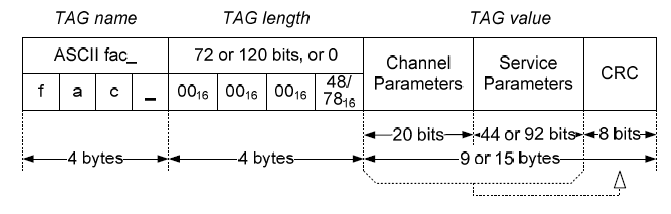 TAG name TAG length TAG value
ASCII fac_ 72 or 120 bits, or 0 Channel Parameters Service Parameters CRC
f a c _ 00₁₆ 00₁₆ 00₁₆ 48/78₁₆
20 bits 44 or 92 bits 8 bits
4 bytes 4 bytes 9 or 15 bytes